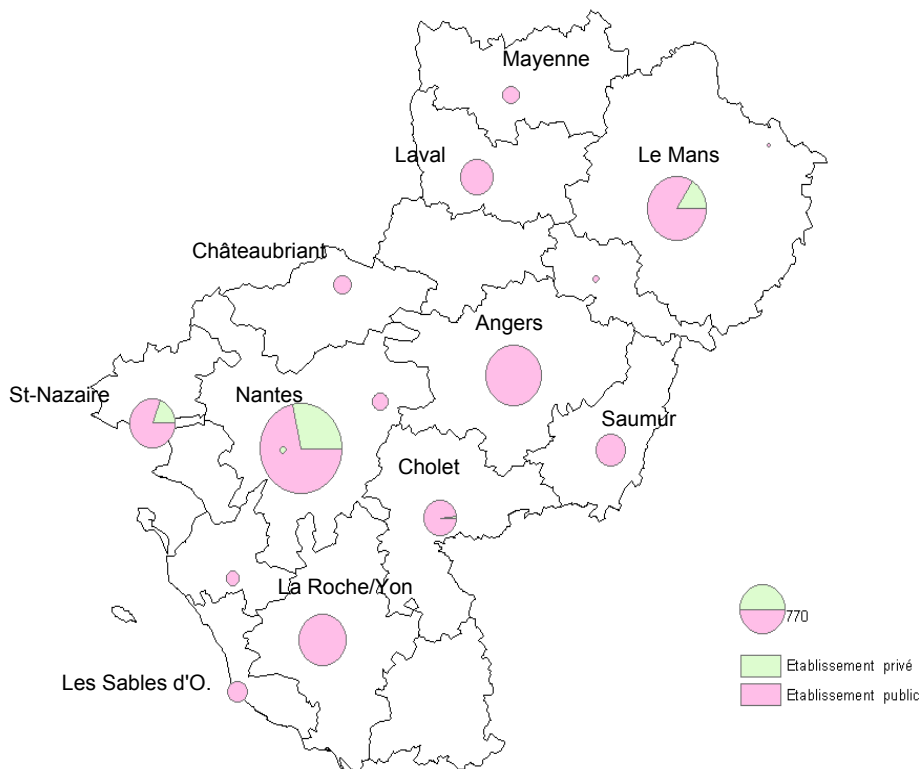 Mayenne
Laval
Le Mans
Châteaubriant
Angers
St-Nazaire
Nantes
Saumur
Cholet
La Roche/Yon
Les Sables d'O.
770
Etablissement privé
Etablissement public